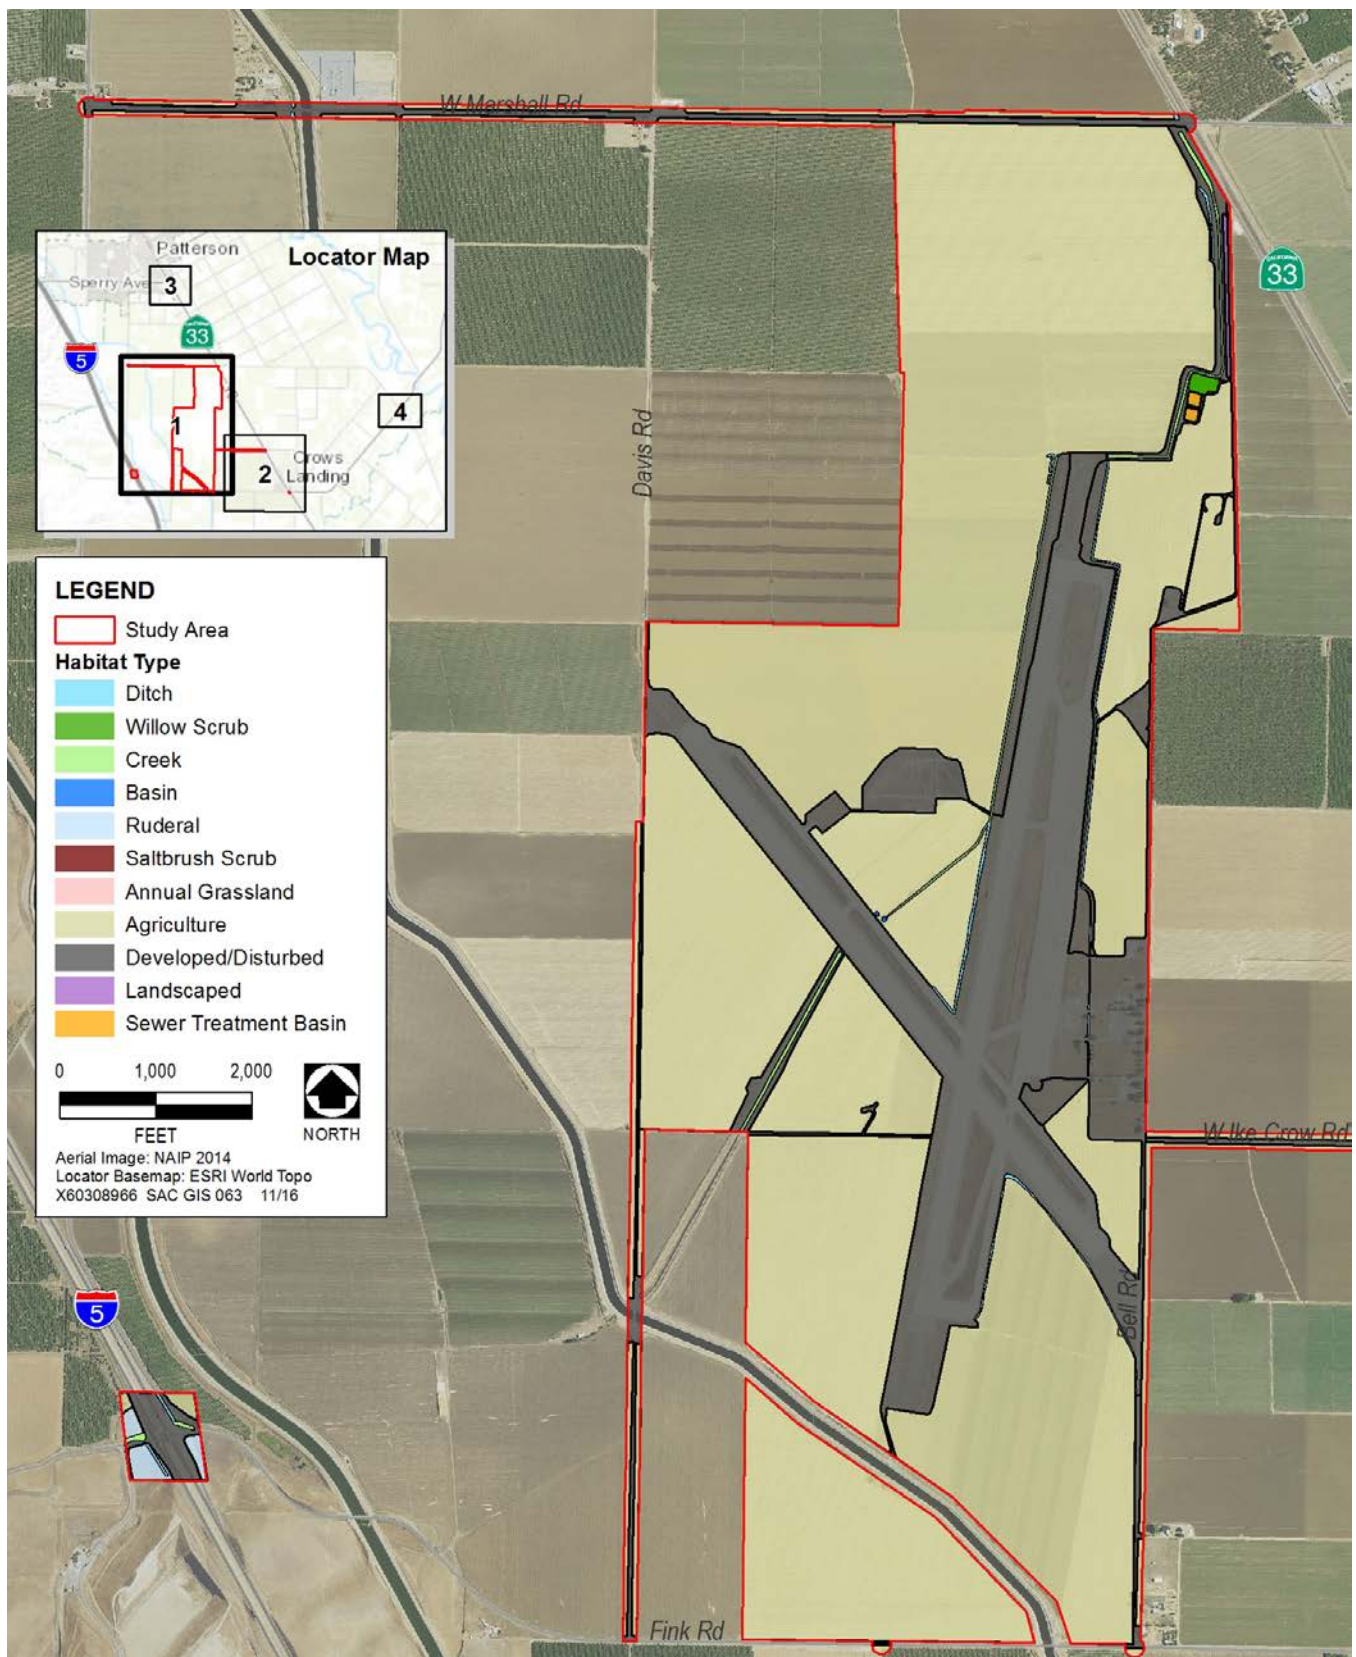 W Marshall Rd
Locator Map
Patterson
Sperry Ave
3
33
5
1
2
4
Crows
Landing
33
Davis Rd
LEGEND
Study Area
Habitat Type
Ditch
Willow Scrub
Creek
Basin
Ruderal
Saltbrush Scrub
Annual Grassland
Agriculture
Developed/Disturbed
Landscaped
Sewer Treatment Basin
0 1,000 2,000
FEET
NORTH
Aerial Image: NAIP 2014
Locator Basemap: ESRI World Topo
X60308966 SAC GIS 063 11/16
W Ike Crow Rd
5
Bell Rd
Fink Rd